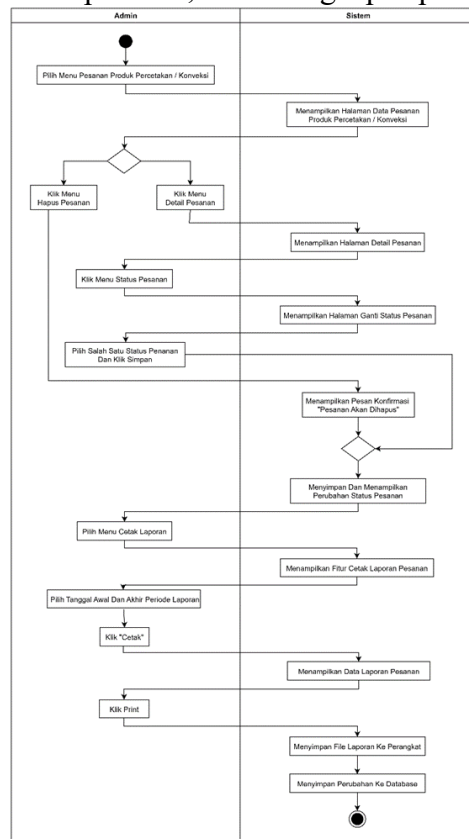 Admin
Sistem
Pilih Menu Pesanan Produk Percetakan / Konveksi
Menampilkan Halaman Data Pesanan
Produk Percetakan / Konveksi
Klik Menu
Hapus Pesanan
Klik Menu
Detail Pesanan
Menampilkan Halaman Detail Pesanan
Klik Menu Status Pesanan
Menampilkan Halaman Ganti Status Pesanan
Pilih Salah Satu Status Penanan
Dan Klik Simpan
Menampilkan Pesan Konfirmasi
"Pesanan Akan Dihapus"
Menyimpan Dan Menampilkan
Perubahan Status Pesanan
Pilih Menu Cetak Laporan
Menampilkan Fitur Cetak Laporan Pesanan
Pilih Tanggal Awal Dan Akhir Periode Laporan
Klik "Cetak"
Menampilkan Data Laporan Pesanan
Klik Print
Menyimpan File Laporan Ke Perangkat
Menyimpan Perubahan Ke Database